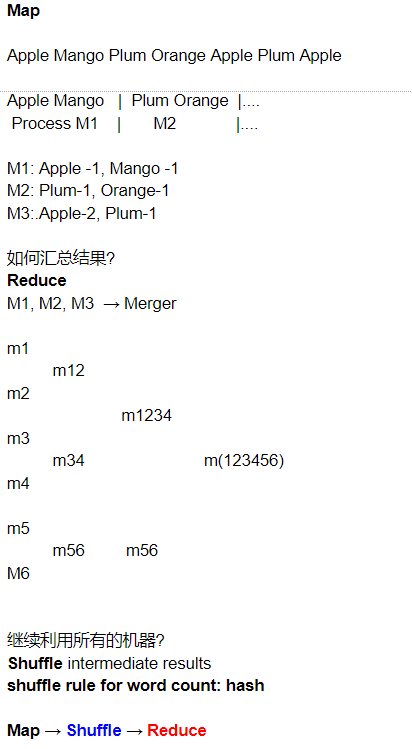 Map
Apple Mango Plum Orange Apple Plum Apple
Apple Mango | Plum Orange |....
Process M1 | M2 |....
M1: Apple -1, Mango -1
M2: Plum-1, Orange-1
M3:.Apple-2, Plum-1
如何汇总结果?
Reduce
M1, M2, M3 → Merger
m1
m12
m2
m1234
m3
m34 m(123456)
m4
m5
m56 m56
M6
继续利用所有的机器?
Shuffle intermediate results
shuffle rule for word count: hash
Map → Shuffle → Reduce